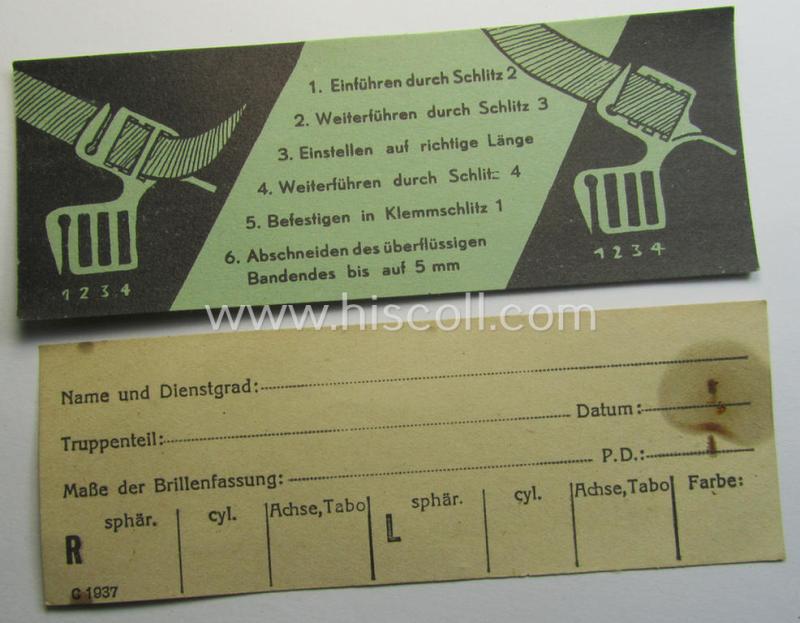 1. Einführen durch Schlitz 2
2. Weiterführen durch Schlitz 3
3. Einstellen auf richtige Länge
4. Weiterführen durch Schlitz 4
5. Befestigen in Klemmschlitz 1
6. Abschneiden des überflüssigen
Bandendes bis auf 5 mm
1 2 3 4
1 2 3 4
www.hiscoll.com
Name und Dienstgrad:
Truppenteil: Datum:
Maße der Brillenfassung: P.D.:
R sphär. cyl. Achse, Tabo L sphär. cyl. Achse, Tabo Farbe:
C 1937